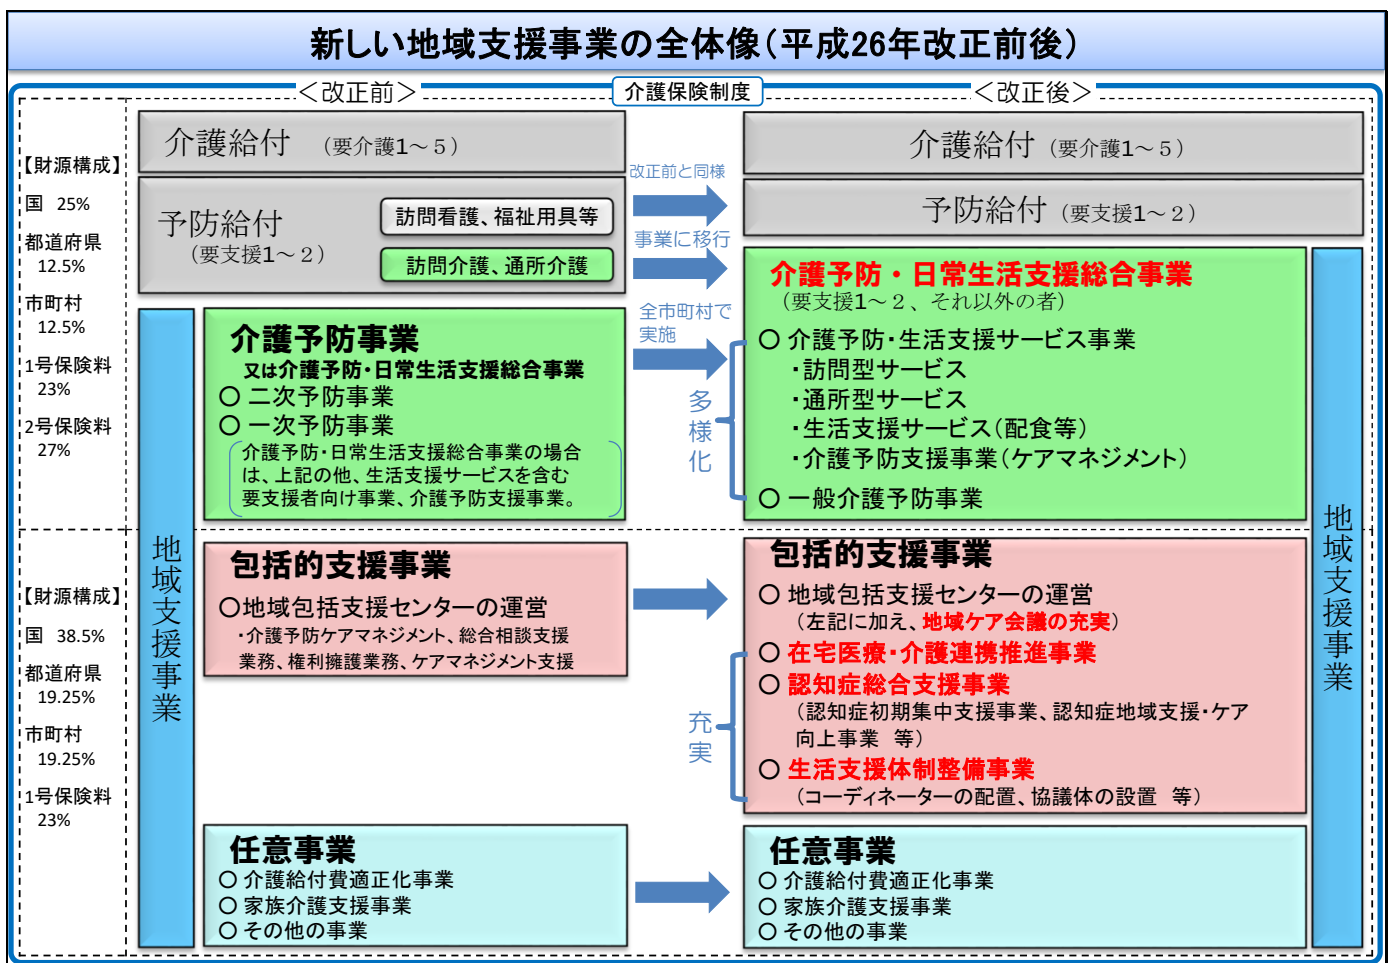 新しい地域支援事業の全体像（平成26年改正前後）
＜改正前＞
介護保険制度
＜改正後＞
【財源構成】
国 25%
都道府県
12.5%
市町村
12.5%
1号保険料
23%
2号保険料
27%
【財源構成】
国 38.5%
都道府県
19.25%
市町村
19.25%
1号保険料
23%
介護給付 （要介護1～５）
予防給付
（要支援1～２）
訪問看護、福祉用具等
訪問介護、通所介護
地域支援事業
介護予防事業
又は介護予防・日常生活支援総合事業
○ 二次予防事業
○ 一次予防事業
介護予防・日常生活支援総合事業の場合
は、上記の他、生活支援サービスを含む
要支援者向け事業、介護予防支援事業。
包括的支援事業
○地域包括支援センターの運営
・介護予防ケアマネジメント、総合相談支援
業務、権利擁護業務、ケアマネジメント支援
任意事業
○ 介護給付費適正化事業
○ 家族介護支援事業
○ その他の事業
改正前と同様
事業に移行
全市町村で
実施
多様化
充実
介護給付 （要介護1～５）
予防給付 （要支援1～２）
介護予防・日常生活支援総合事業
（要支援1～２、それ以外の者）
○ 介護予防・生活支援サービス事業
・訪問型サービス
・通所型サービス
・生活支援サービス（配食等）
・介護予防支援事業（ケアマネジメント）
○ 一般介護予防事業
包括的支援事業
○ 地域包括支援センターの運営
（左記に加え、地域ケア会議の充実）
○ 在宅医療・介護連携推進事業
○ 認知症総合支援事業
（認知症初期集中支援事業、認知症地域支援・ケア
向上事業 等）
○ 生活支援体制整備事業
（コーディネーターの配置、協議体の設置 等）
任意事業
○ 介護給付費適正化事業
○ 家族介護支援事業
○ その他の事業
地域支援事業